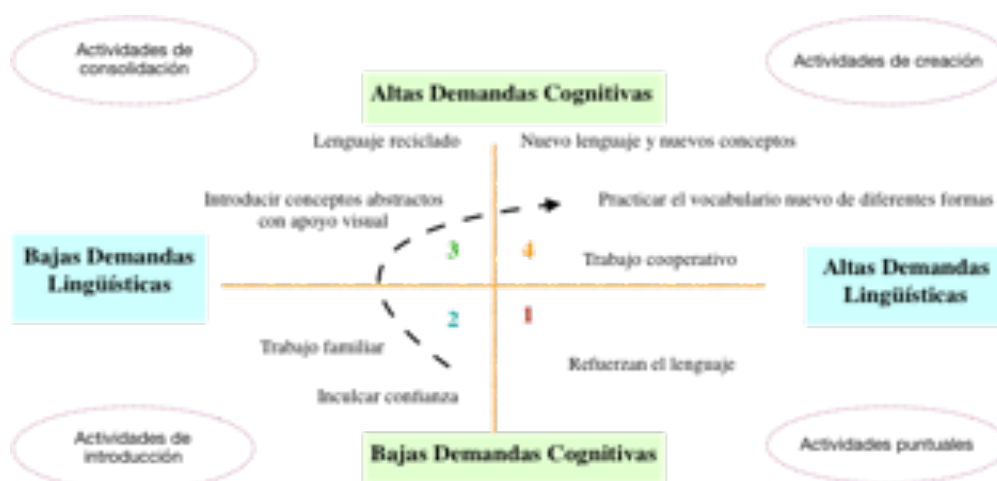 Actividades de
consolidación
Actividades de creación
Altas Demandas Cognitivas
Lenguaje reciclado
Nuevo lenguaje y nuevos conceptos
Introducir conceptos abstractos
con apoyo visual
Practicar el vocabulario nuevo de diferentes formas
3
4
Bajas Demandas
Lingüísticas
Trabajo cooperativo
Altas Demandas
Lingüísticas
2
1
Trabajo familiar
Refuerzan el lenguaje
Inculcar confianza
Actividades de
introducción
Bajas Demandas Cognitivas
Actividades puntuales